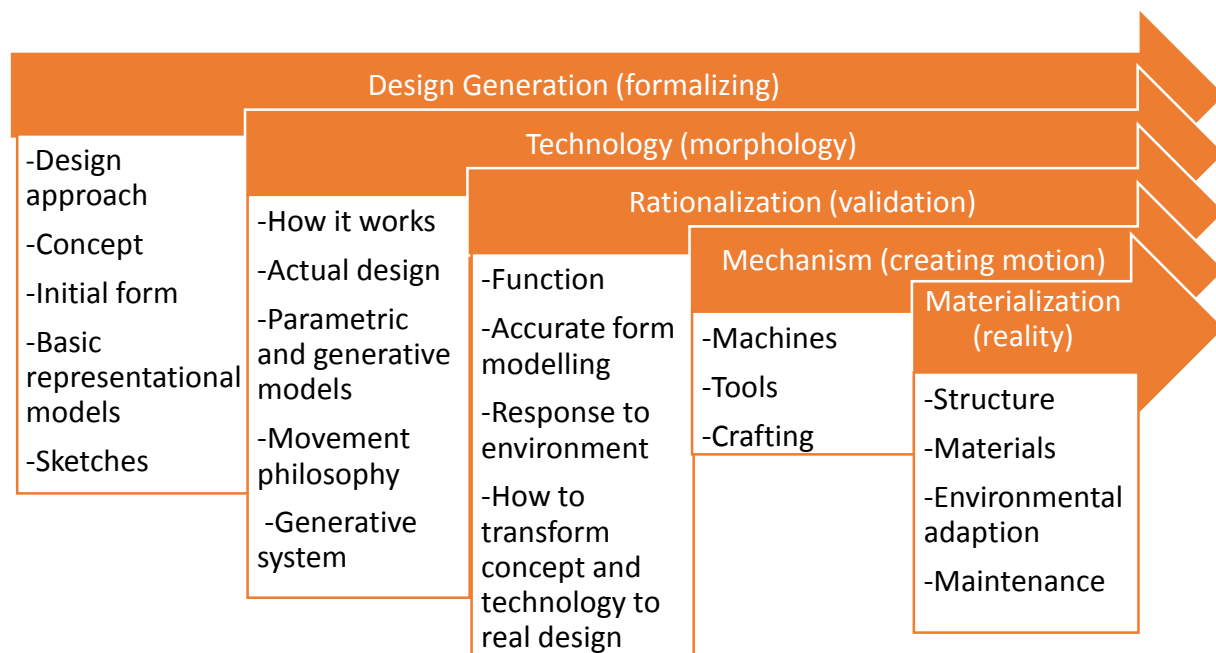 Design Generation (formalizing)
-Design
approach
-Concept
-Initial form
-Basic
representational
models
-Sketches
Technology (morphology)
-How it works
-Actual design
-Parametric
and generative
models
-Movement
philosophy
-Generative
system
Rationalization (validation)
-Function
-Accurate form
modelling
-Response to
environment
-How to
transform
concept and
technology to
real design
Mechanism (creating motion)
-Machines
-Tools
-Crafting
Materialization
(reality)
-Structure
-Materials
-Environmental
adaption
-Maintenance